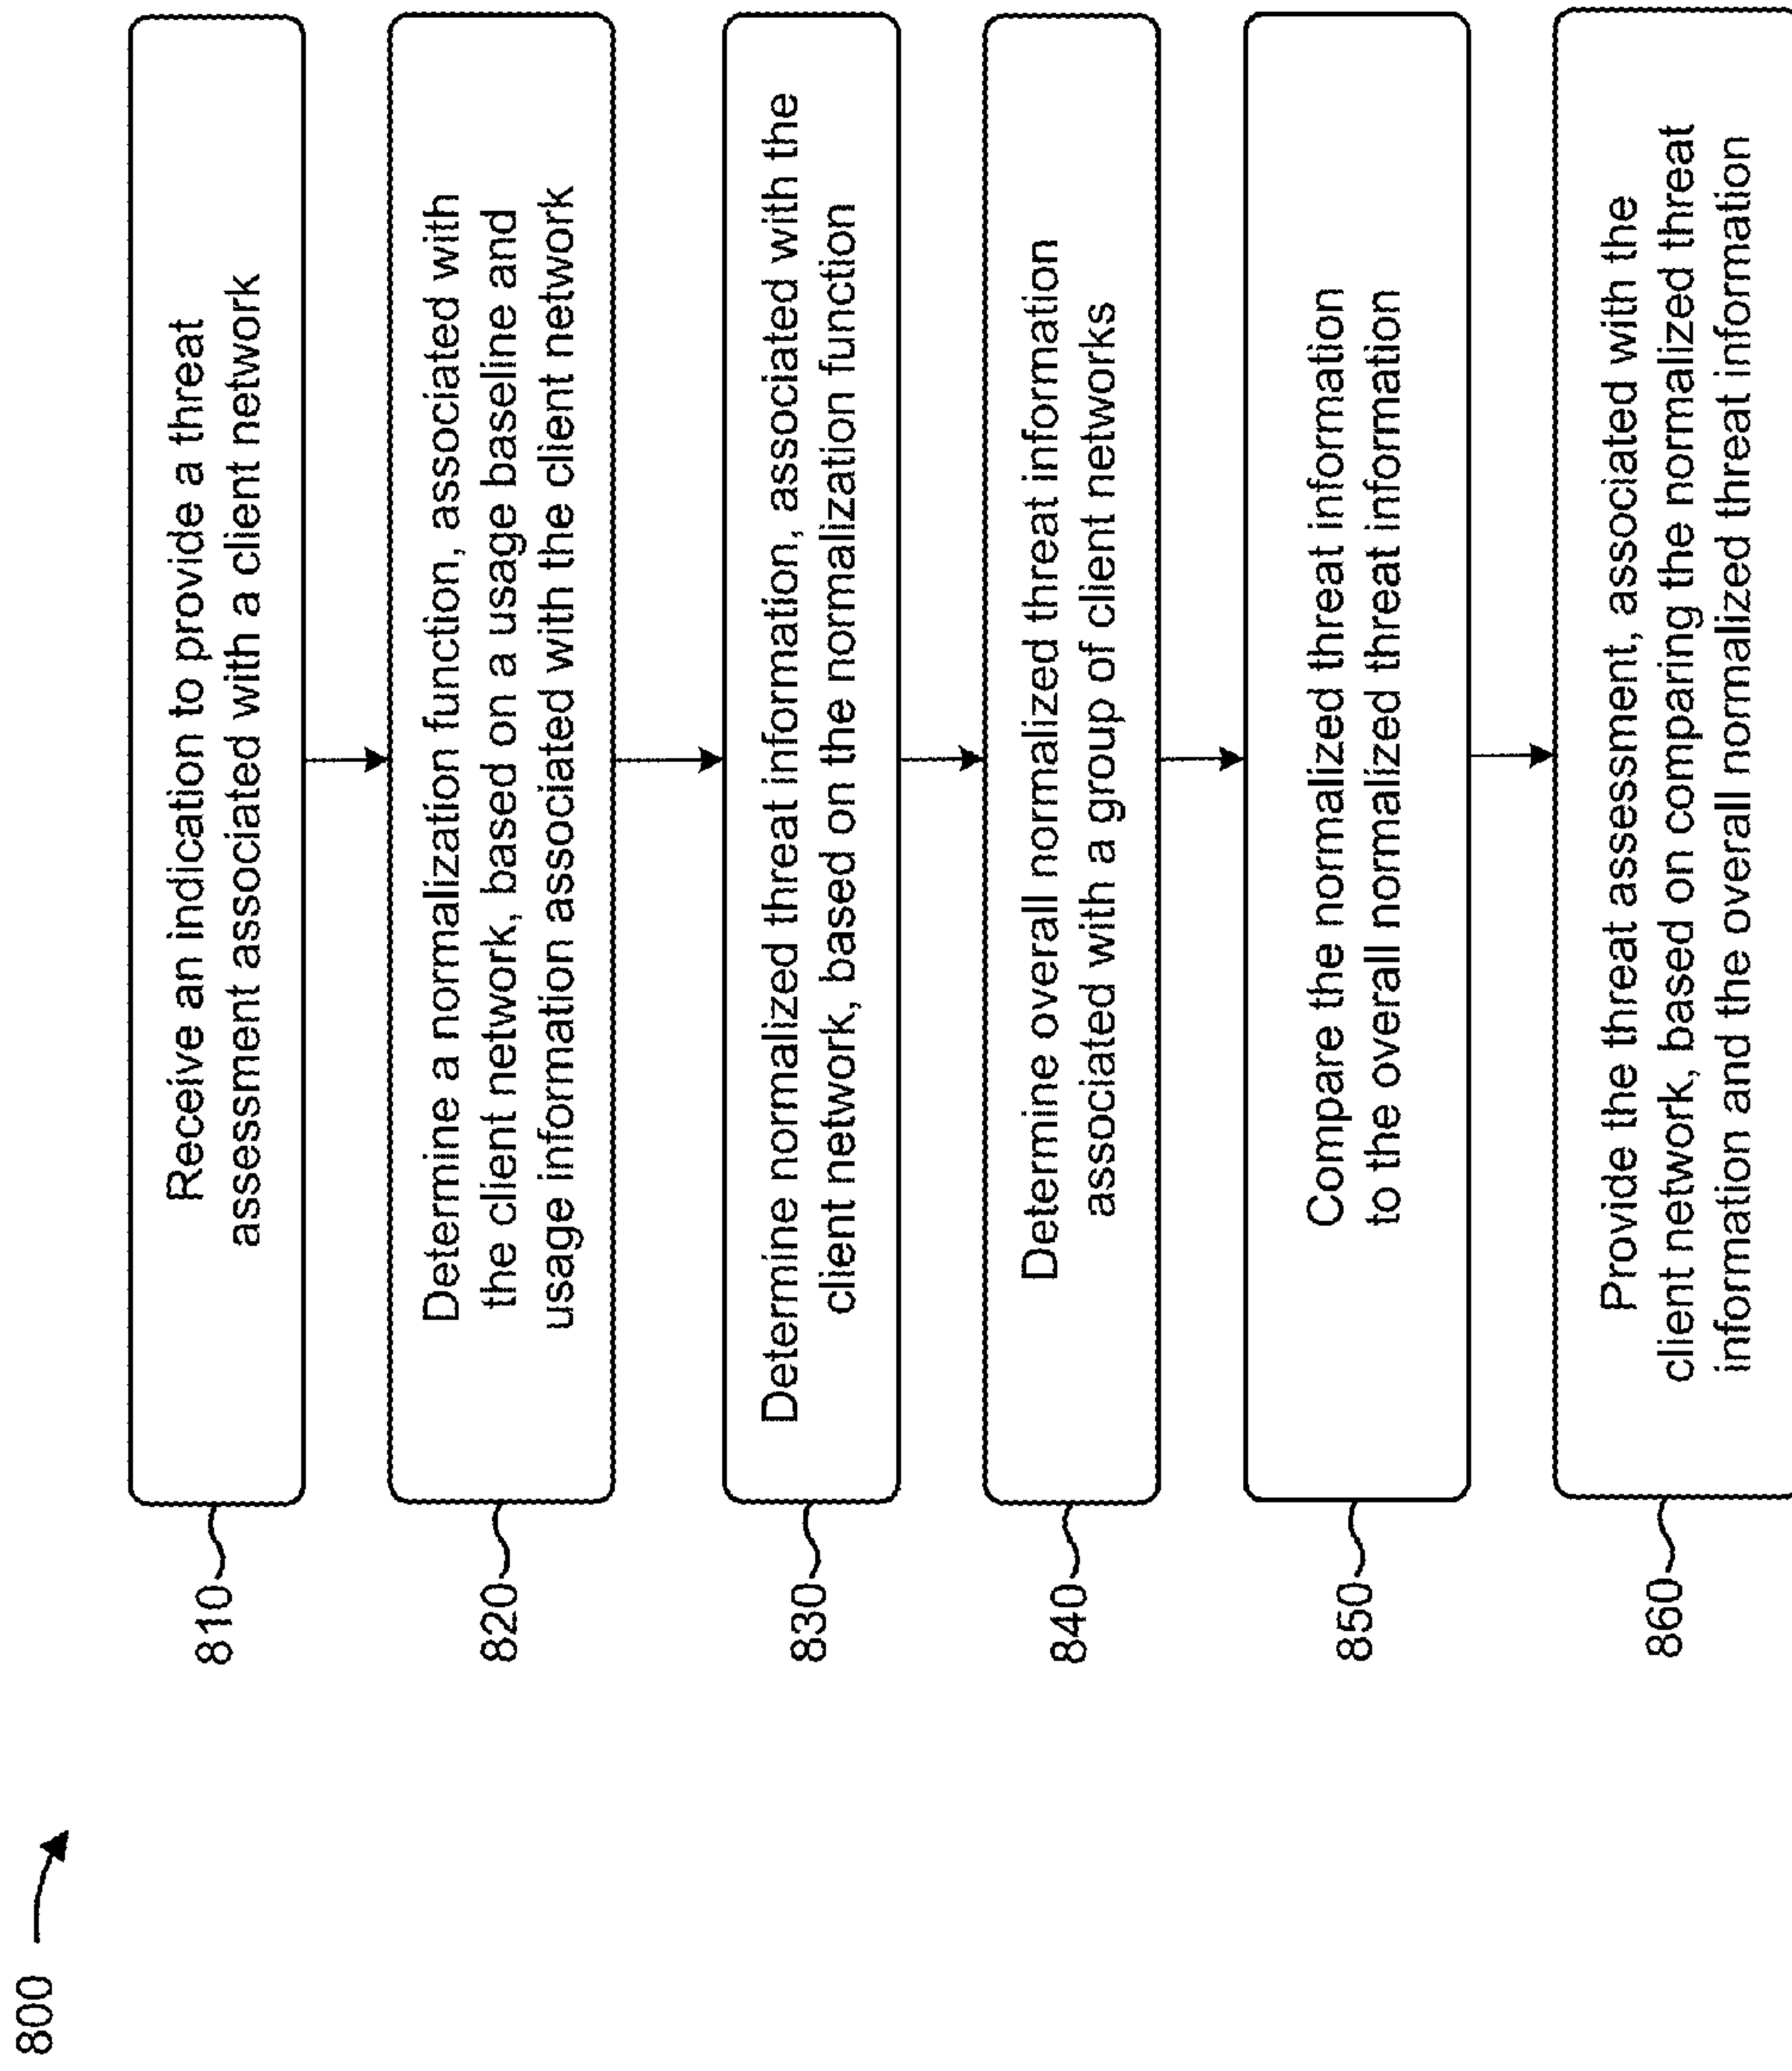 800
810
Receive an indication to provide a threat
assessment associated with a client network
820
Determine a normalization function, associated with
the client network, based on a usage baseline and
usage information associated with the client network
830
Determine normalized threat information, associated with the
client network, based on the normalization function
840
Determine overall normalized threat information
associated with a group of client networks
850
Compare the normalized threat information
to the overall normalized threat information
860
Provide the threat assessment, associated with the
client network, based on comparing the normalized threat
information and the overall normalized threat information